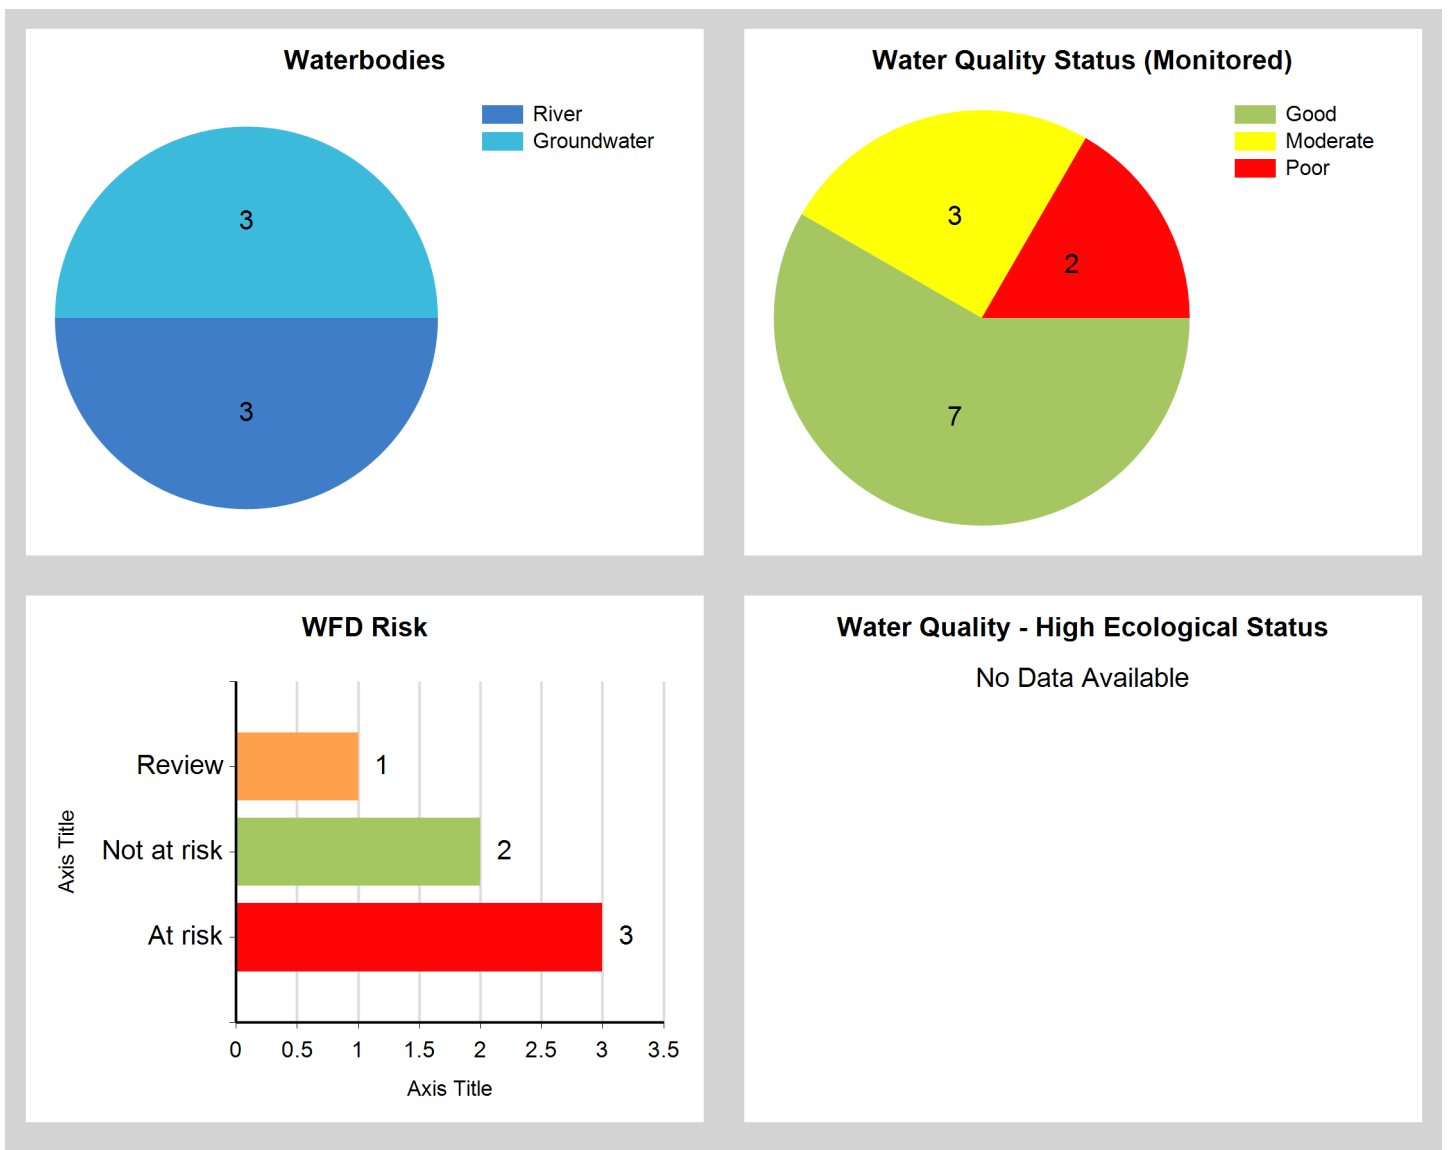 Waterbodies
River
Groundwater
3
3
Water Quality Status (Monitored)
Good
Moderate
Poor
3
2
7
WFD Risk
Review
1
Not at risk
2
At risk
3
Axis Title
0 0.5 1 1.5 2 2.5 3 3.5
Axis Title
Water Quality - High Ecological Status
No Data Available